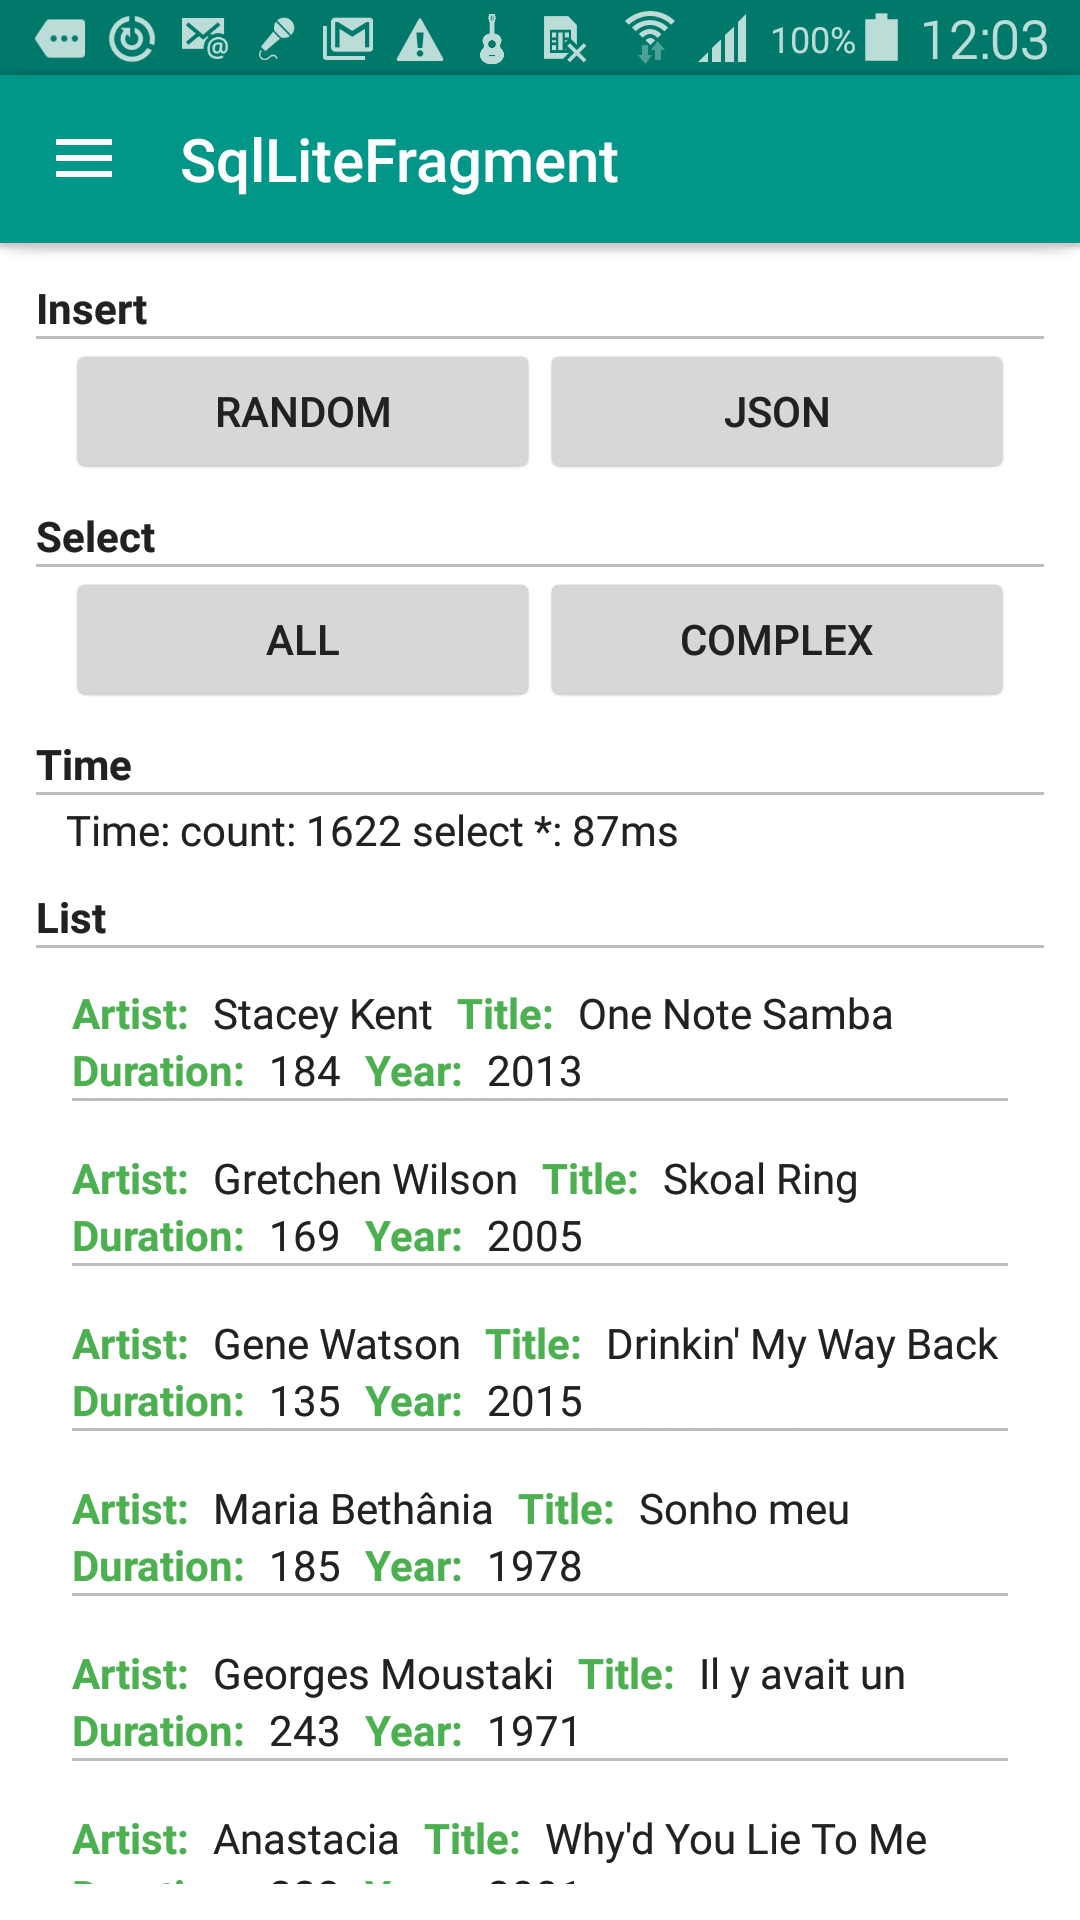 100% 12:03
SqlLiteFragment
Insert
RANDOM JSON
Select
ALL COMPLEX
Time
Time: count: 1622 select *: 87ms
List
Artist: Stacey Kent Title: One Note Samba
Duration: 184 Year: 2013
Artist: Gretchen Wilson Title: Skoal Ring
Duration: 169 Year: 2005
Artist: Gene Watson Title: Drinkin' My Way Back
Duration: 135 Year: 2015
Artist: Maria Bethânia Title: Sonho meu
Duration: 185 Year: 1978
Artist: Georges Moustaki Title: Il y avait un
Duration: 243 Year: 1971
Artist: Anastacia Title: Why'd You Lie To Me